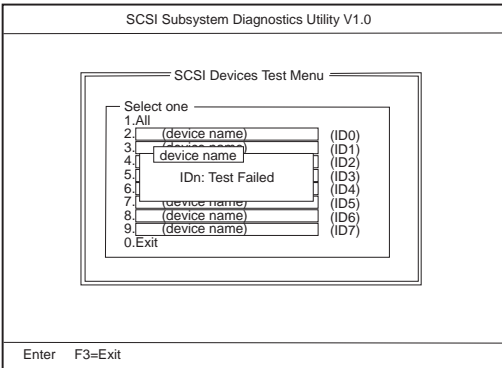 SCSI Subsystem Diagnostics Utility V1.0
SCSI Devices Test Menu
Select one
1.All
2. (device name) (ID0)
3. (device name) (ID1)
4. (ID2)
5. (ID3)
6. (ID4)
7. (device name) (ID5)
8. (device name) (ID6)
9. (device name) (ID7)
0.Exit
device name
IDn: Test Failed
Enter F3=Exit